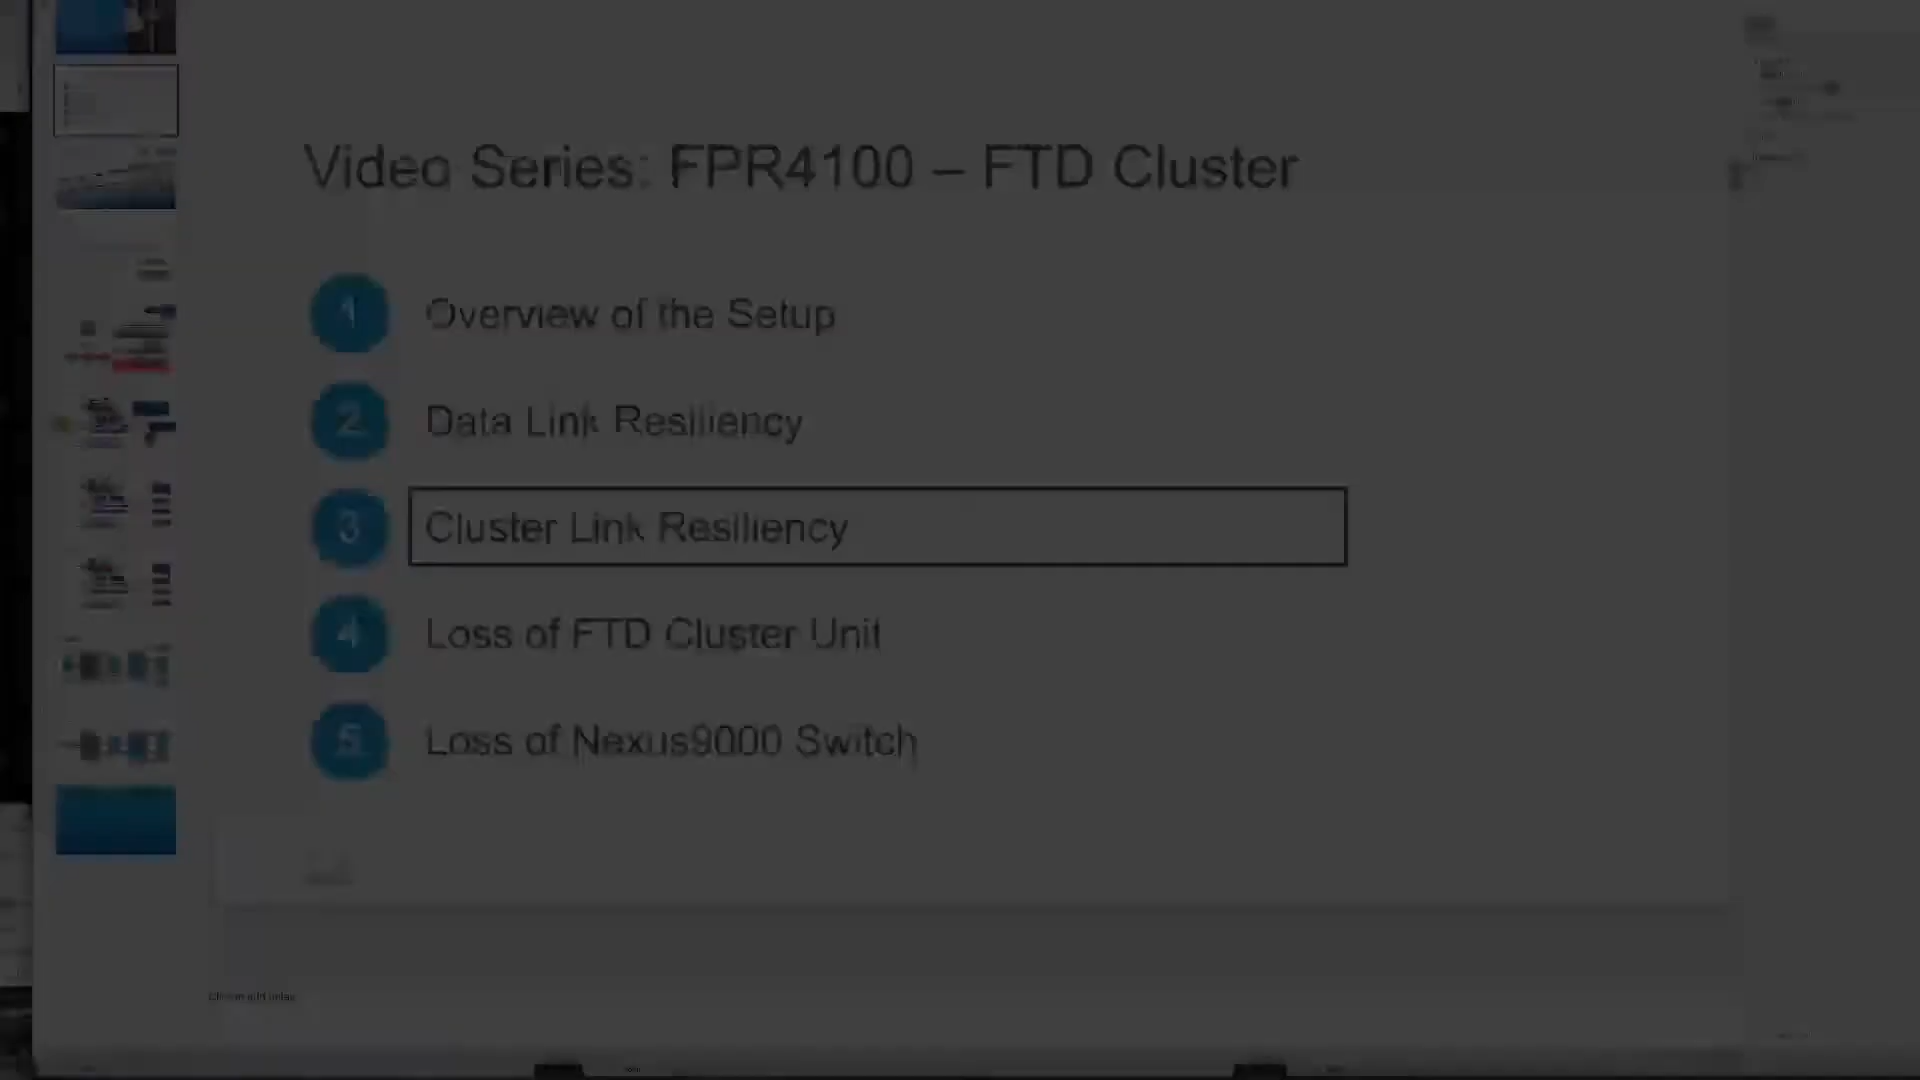 Video Series: FPR4100 – FTD Cluster
1 Overview of the Setup
2 Data Link Resiliency
3 Cluster Link Resiliency
4 Loss of FTD Cluster Unit
5 Loss of Nexus9000 Switch